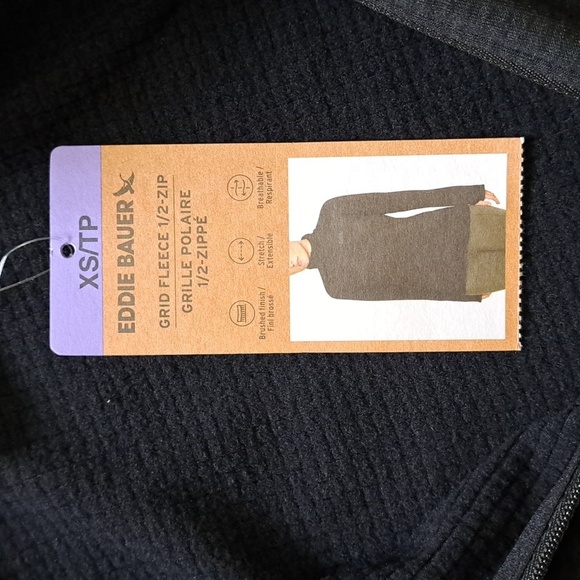 XS/TP
EDDIE BAUER
GRID FLEECE 1/2-ZIP
GRILLE POLAIRE
1/2-ZIPPÉ
Brushed finish /
Fini brossé
Stretch /
Extensible
Breathable /
Respirant